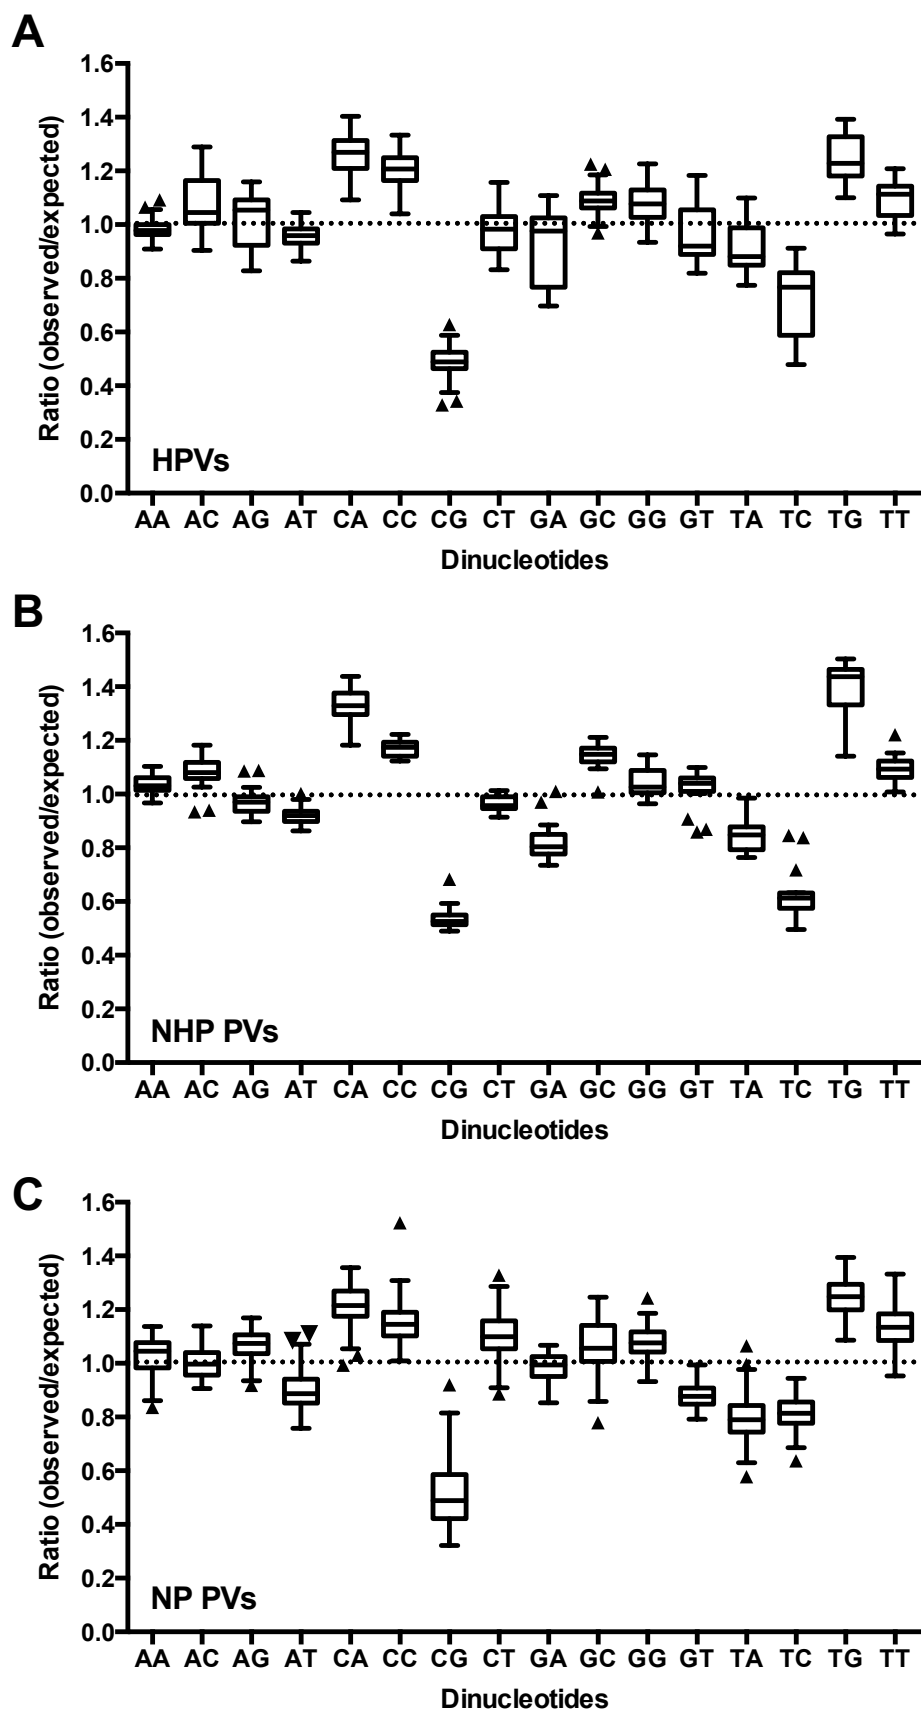 A
1.6
1.4
1.2
1.0
0.8
0.6
0.4
0.2
0.0
Ratio (observed/expected)
HPVs
AA AC AG AT CA CC CG CT GA GC GG GT TA TC TG TT
Dinucleotides
B
1.6
1.4
1.2
1.0
0.8
0.6
0.4
0.2
0.0
Ratio (observed/expected)
NHP PVs
AA AC AG AT CA CC CG CT GA GC GG GT TA TC TG TT
Dinucleotides
C
1.6
1.4
1.2
1.0
0.8
0.6
0.4
0.2
0.0
Ratio (observed/expected)
NP PVs
AA AC AG AT CA CC CG CT GA GC GG GT TA TC TG TT
Dinucleotides